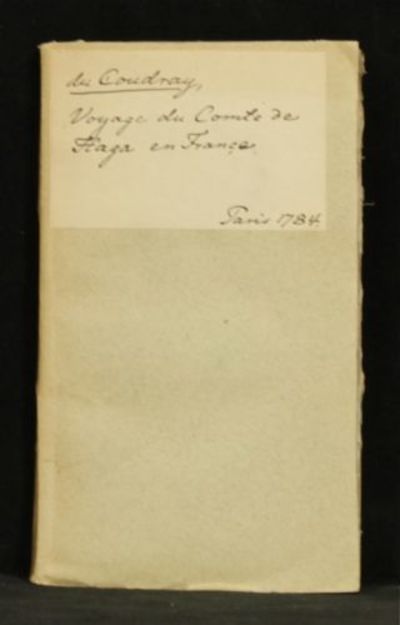 du Coudray,
Voyage du Comte de
Haga en France.
Paris 1784.